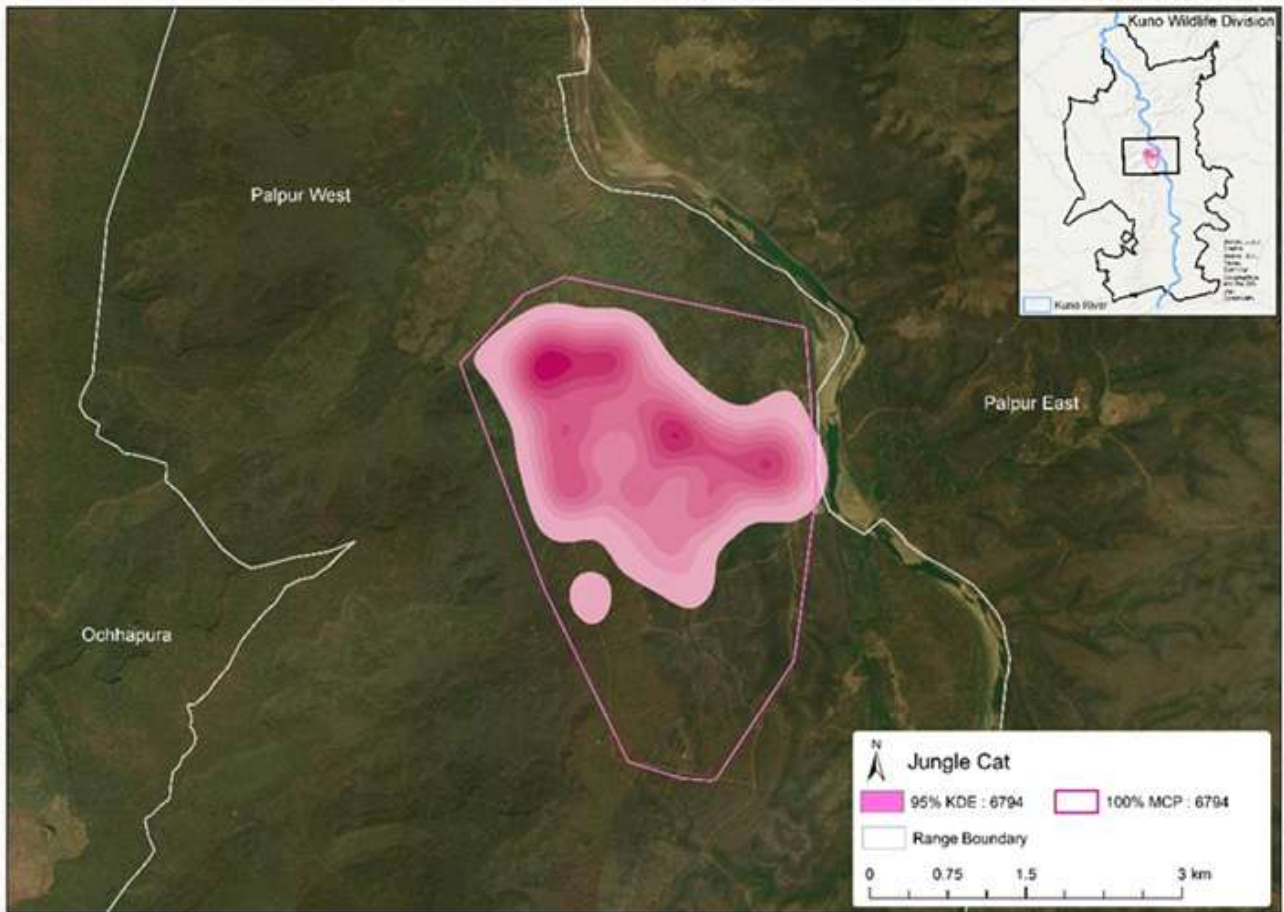 Kuno Wildlife Division
Kuno River
Palpur West
Palpur East
Ochhapura
N
Jungle Cat
95% KDE : 6794
100% MCP : 6794
Range Boundary
0 0.75 1.5 3 km